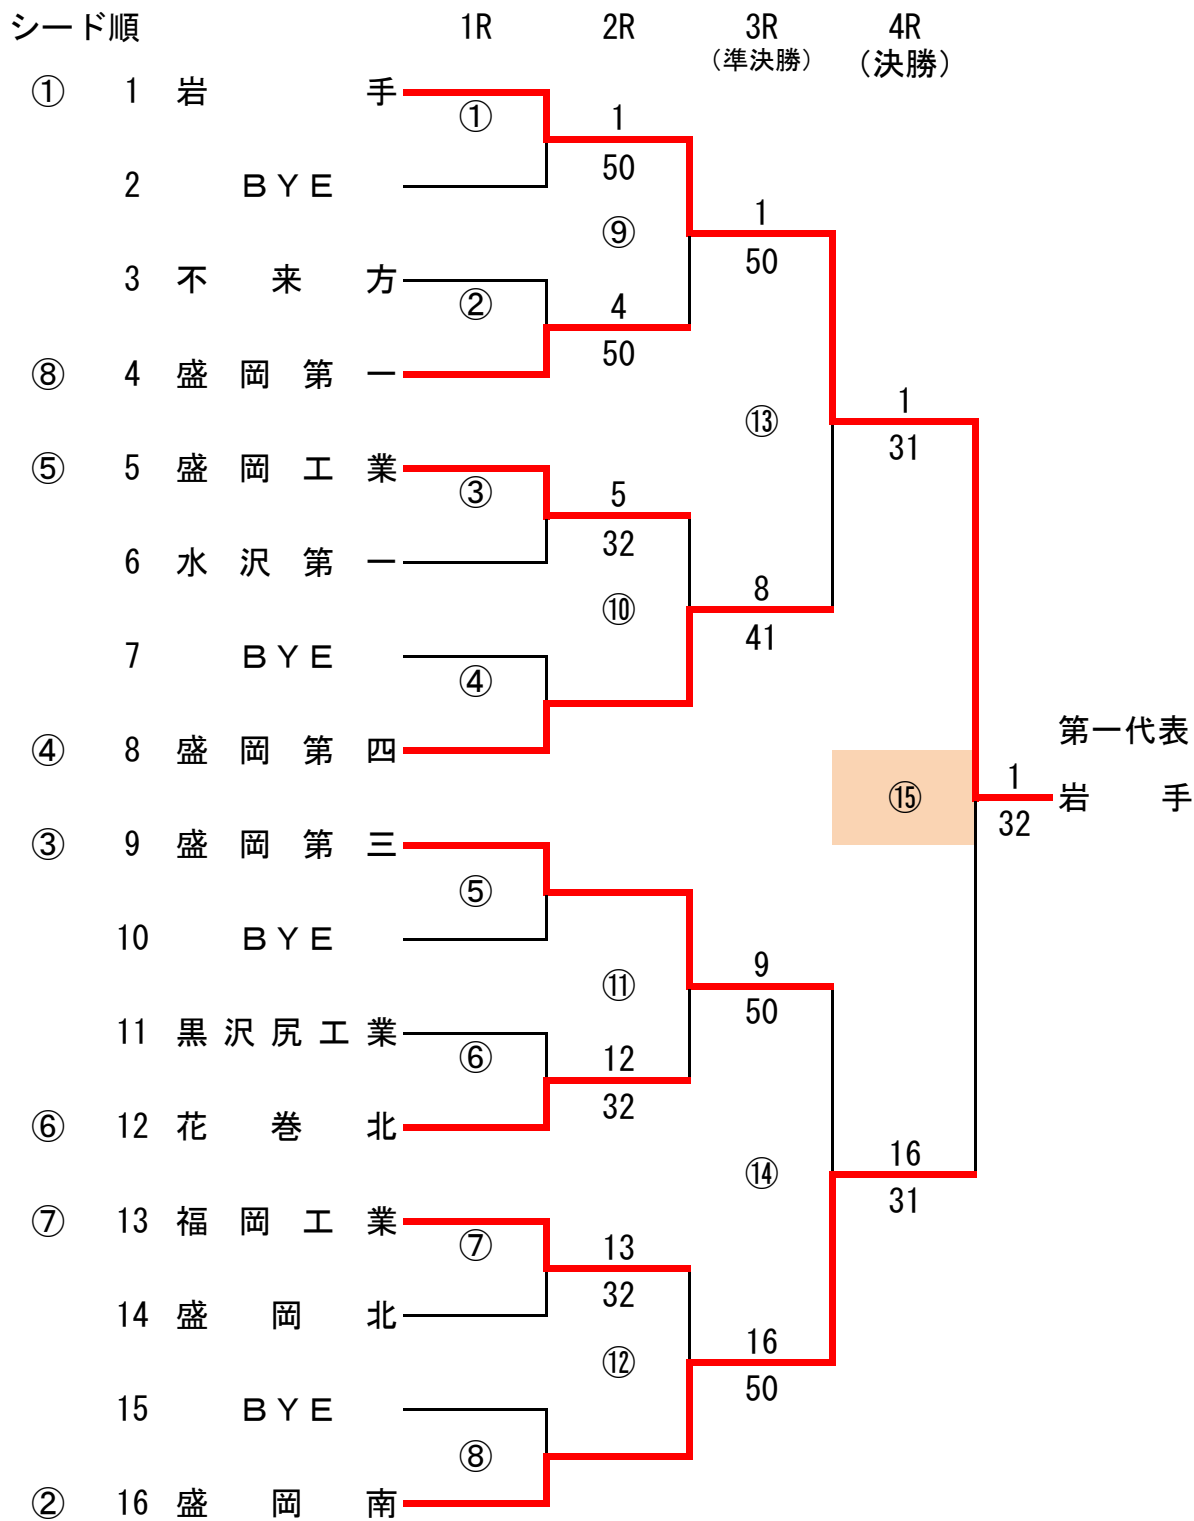 シード順 1R 2R 3R 4R
(準決勝) (決勝)
① 1 岩手
①
1
50
2 BYE
⑨
1
50
3 不来方
②
4
50
⑧ 4 盛岡第一
⑬
1
31
⑤ 5 盛岡工業
③
5
32
6 水沢第一
⑩
8
41
7 BYE
④
④ 8 盛岡第四
第一代表
⑮
1
32
岩手
③ 9 盛岡第三
⑤
10 BYE
⑪
9
50
11 黒沢尻工業
⑥
12
32
⑥ 12 花巻北
⑭
16
31
⑦ 13 福岡工業
⑦
13
32
14 盛岡北
⑫
16
50
15 BYE
⑧
② 16 盛岡南